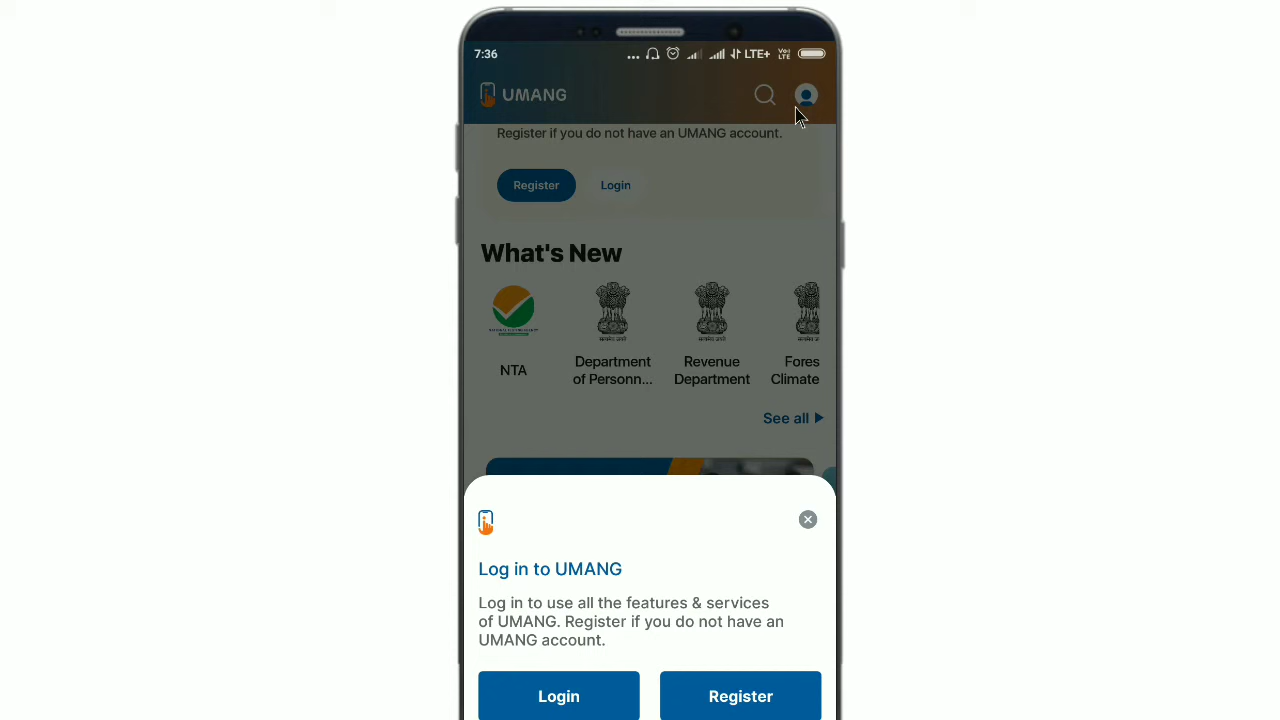 7:36
... LTE+ Vo) LTE
UMANG
Register if you do not have an UMANG account.
Register Login
What's New
NTA
Department
of Personn...
Revenue
Department
Fores
Climate
See all
Log in to UMANG
Log in to use all the features & services
of UMANG. Register if you do not have an
UMANG account.
Login Register